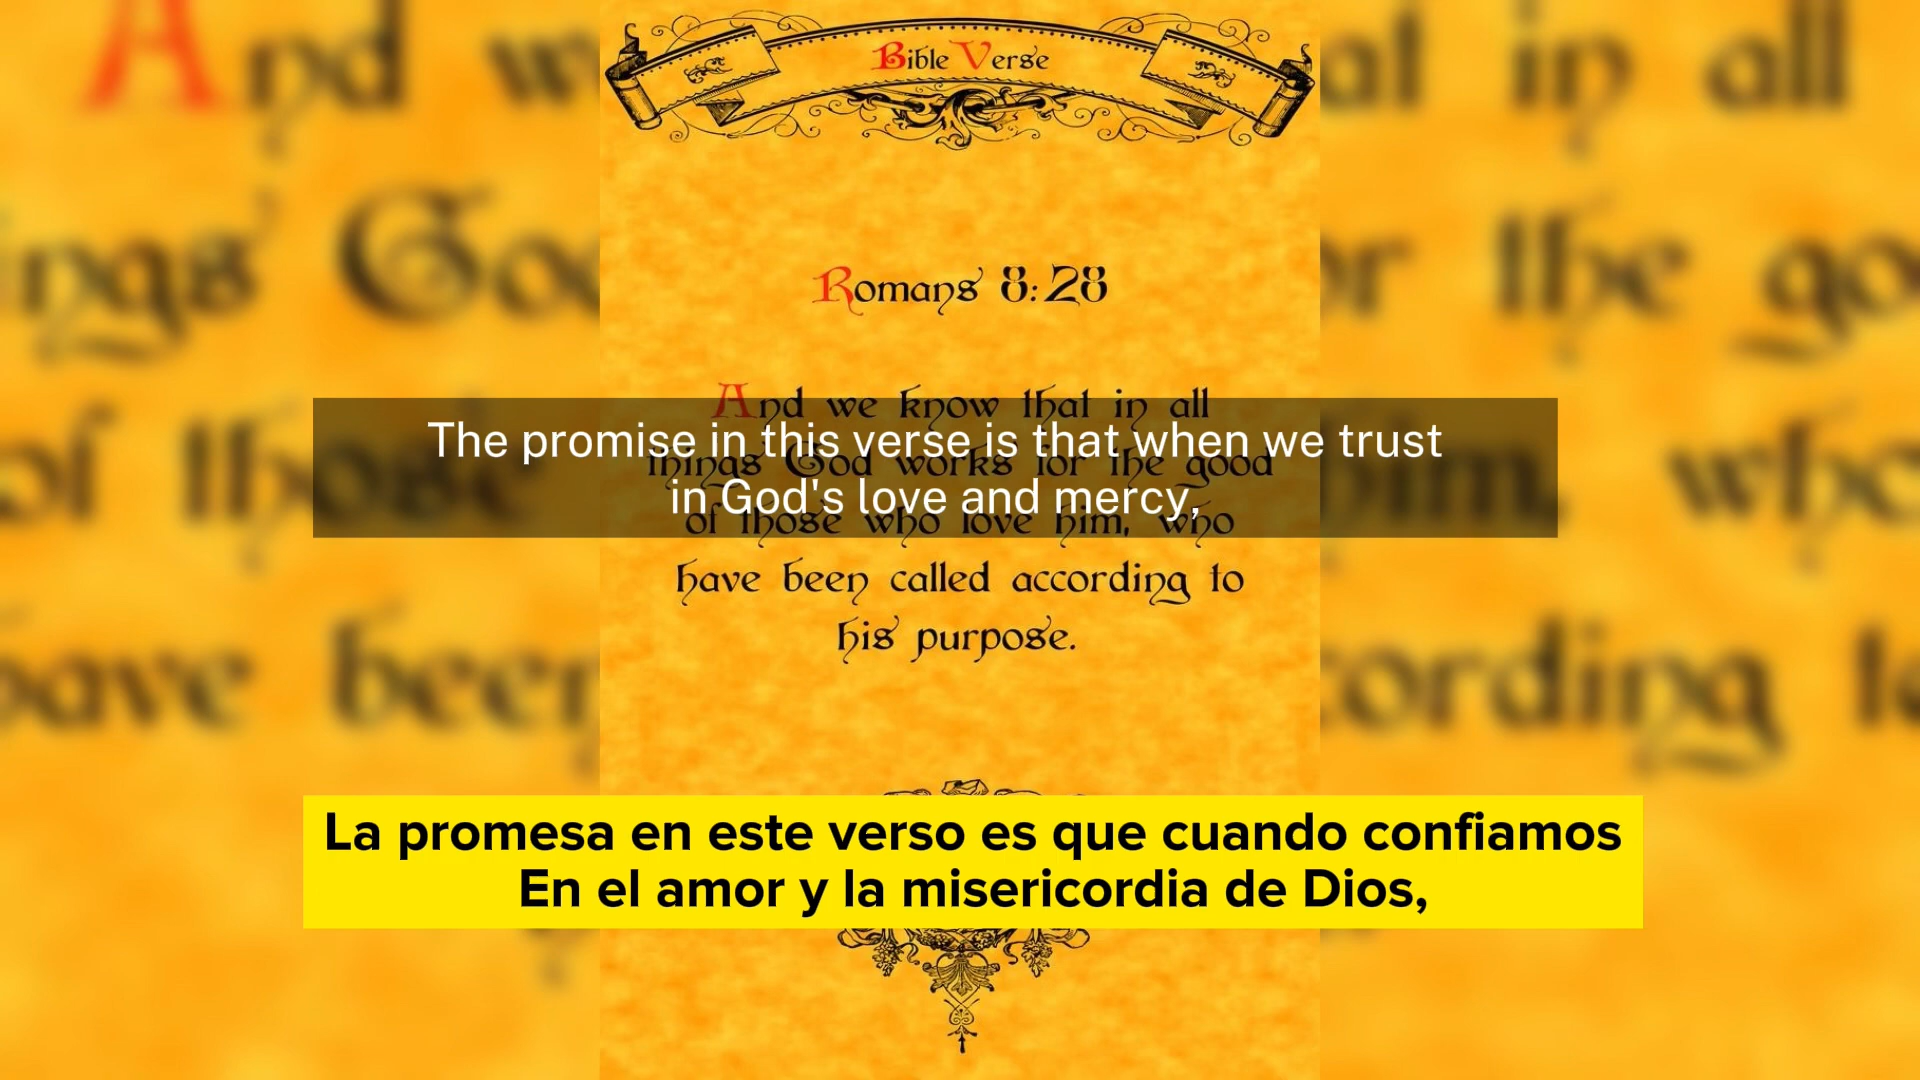 Bible Verse
Romans 8:28
And we know that in all
The promise in this verse is that when we trust
things God works for the good
in God's love and mercy,
of those who love him, who
have been called according to
his purpose.
La promesa en este verso es que cuando confiamos
En el amor y la misericordia de Dios,